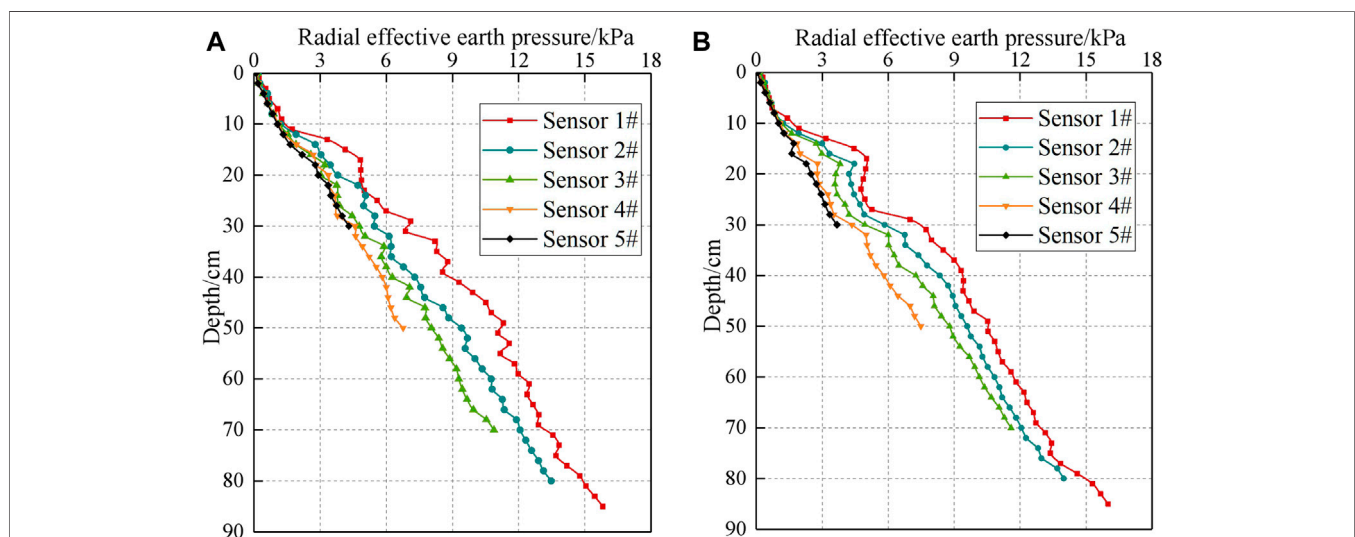 A
Radial effective earth pressure/kPa
0 3 6 9 12 15 18
0
10
20
30
40
50
60
70
80
90
Depth/cm
Sensor 1#
Sensor 2#
Sensor 3#
Sensor 4#
Sensor 5#
B
Radial effective earth pressure/kPa
0 3 6 9 12 15 18
0
10
20
30
40
50
60
70
80
90
Depth/cm
Sensor 1#
Sensor 2#
Sensor 3#
Sensor 4#
Sensor 5#